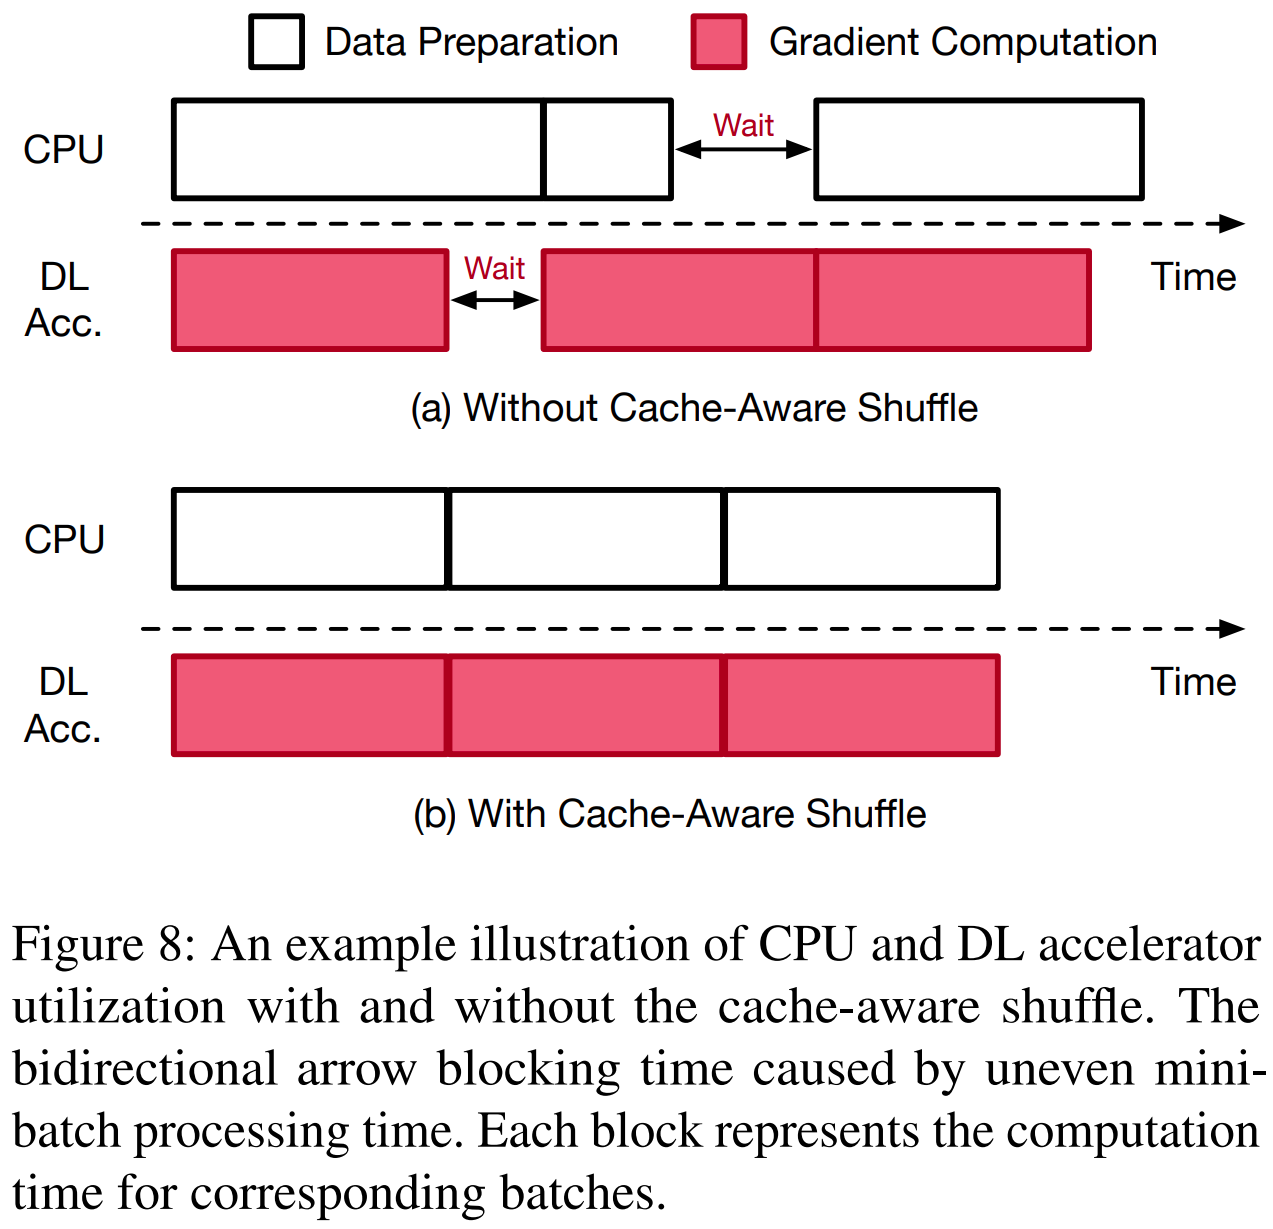 Data Preparation
Gradient Computation
CPU
Wait
DL
Acc.
Wait
Time
(a) Without Cache-Aware Shuffle
CPU
DL
Acc.
Time
(b) With Cache-Aware Shuffle
Figure 8: An example illustration of CPU and DL accelerator
utilization with and without the cache-aware shuffle. The
bidirectional arrow blocking time caused by uneven mini-
batch processing time. Each block represents the computation
time for corresponding batches.